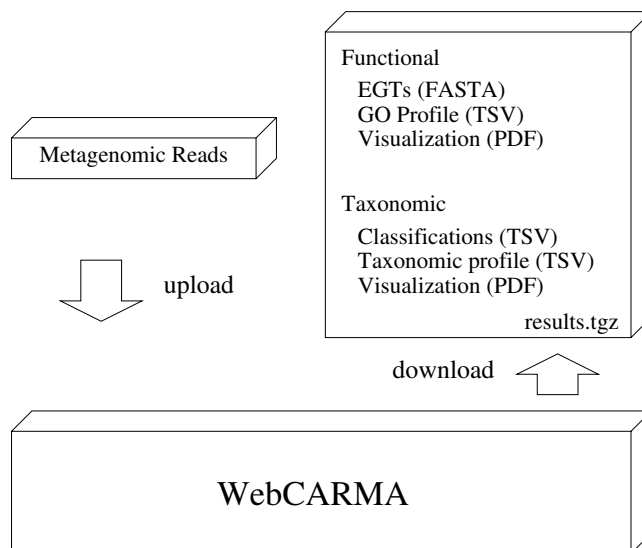 Metagenomic Reads
upload
Functional
EGTs (FASTA)
GO Profile (TSV)
Visualization (PDF)
Taxonomic
Classifications (TSV)
Taxonomic profile (TSV)
Visualization (PDF)
results.tgz
download
WebCARMA